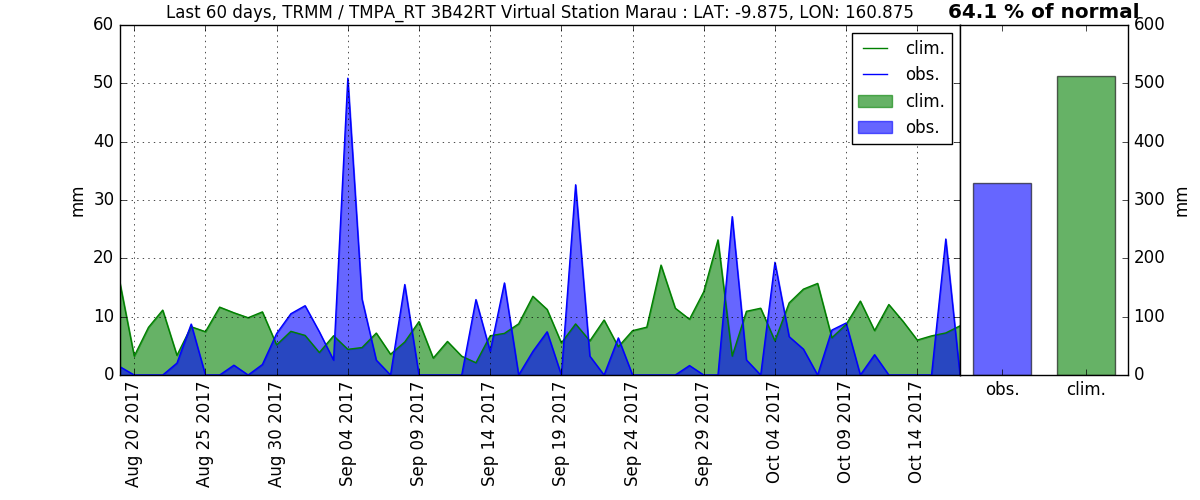 Last 60 days, TRMM / TMPA_RT 3B42RT Virtual Station Marau : LAT: -9.875, LON: 160.875
64.1 % of normal
60
50
40
30
20
10
0
mm
clim.
obs.
clim.
obs.
600
500
400
300
200
100
0
mm
Aug 20 2017
Aug 25 2017
Aug 30 2017
Sep 04 2017
Sep 09 2017
Sep 14 2017
Sep 19 2017
Sep 24 2017
Sep 29 2017
Oct 04 2017
Oct 09 2017
Oct 14 2017
obs.
clim.